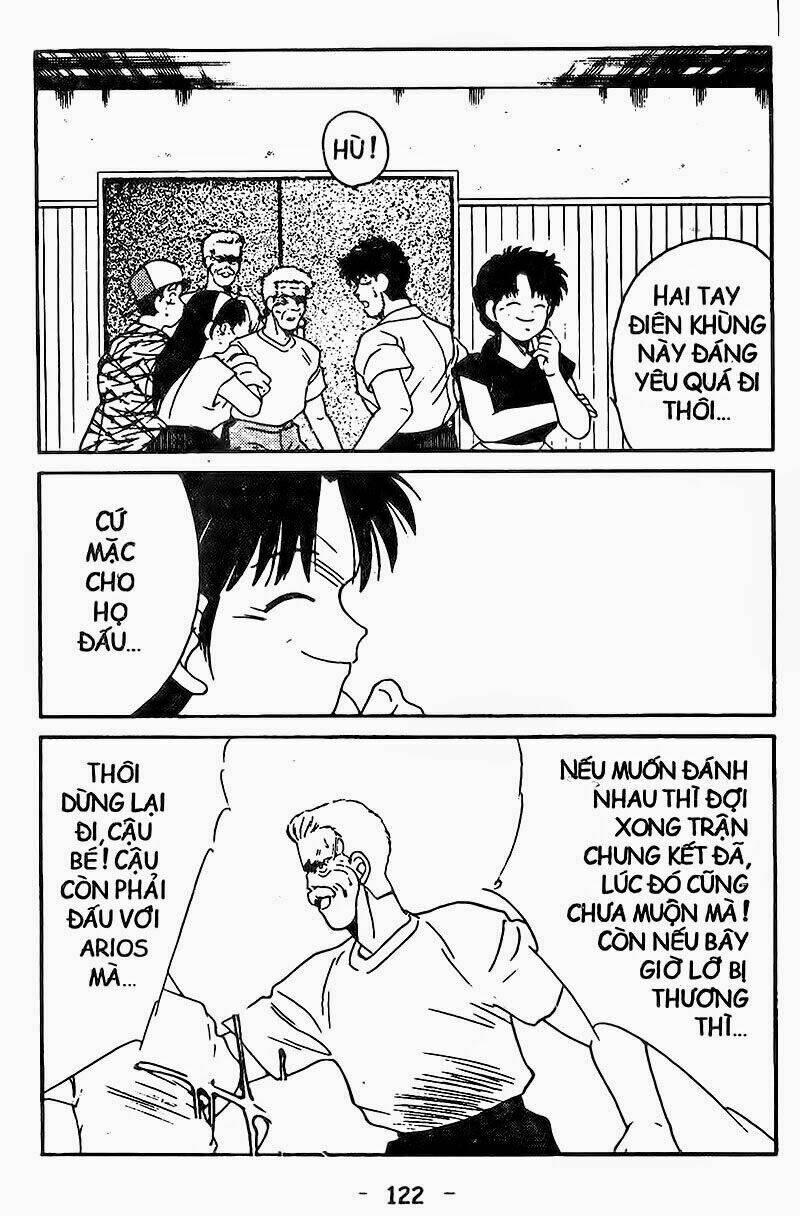 HÙ!
HAI TAY
ĐIÊN KHÙNG
NÀY ĐÁNG
YÊU QUÁ ĐI
THÔI...
CỨ
MẶC
CHO
HỌ
ĐẤU...
THÔI
DỪNG LẠI
ĐI, CẬU
BÉ! CẬU
CÒN PHẢI
ĐẤU VỚI
ARIOS
MÀ...
NẾU MUỐN ĐÁNH
NHAU THÌ ĐỢI
XONG TRẬN
CHUNG KẾT ĐÃ,
LÚC ĐÓ CŨNG
CHƯA MUỘN MÀ!
CÒN NẾU BÂY
GIỜ LỠ BỊ
THƯƠNG
THÌ...
- 122 -